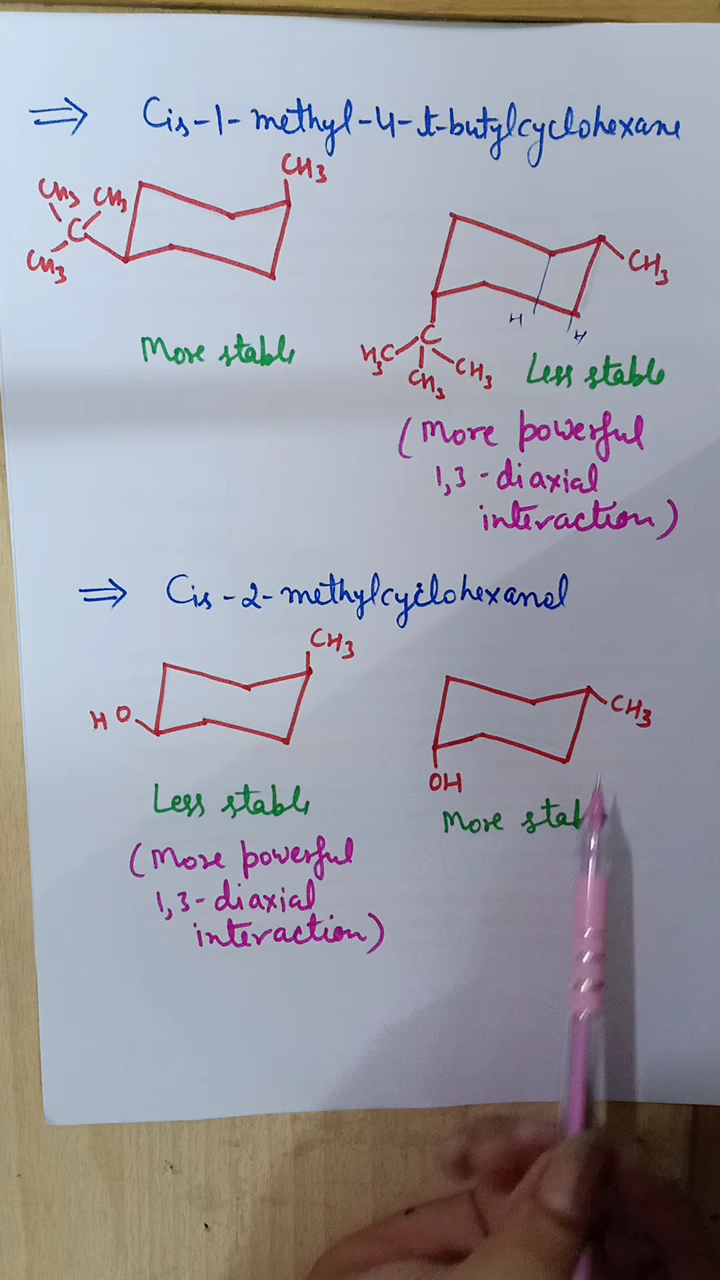 ⇒ Cis-1-methyl-4-t-butylcyclohexane
CH3
CH3 CH3
C
CH3
CH3
H
H
C
H3C
CH3
CH3
More stable
Less stable
(More powerful
1,3-diaxial
interaction)
⇒ Cis-2-methylcyclohexanol
CH3
HO
CH3
OH
Less stable
More stab
(More powerful
1,3-diaxial
interaction)